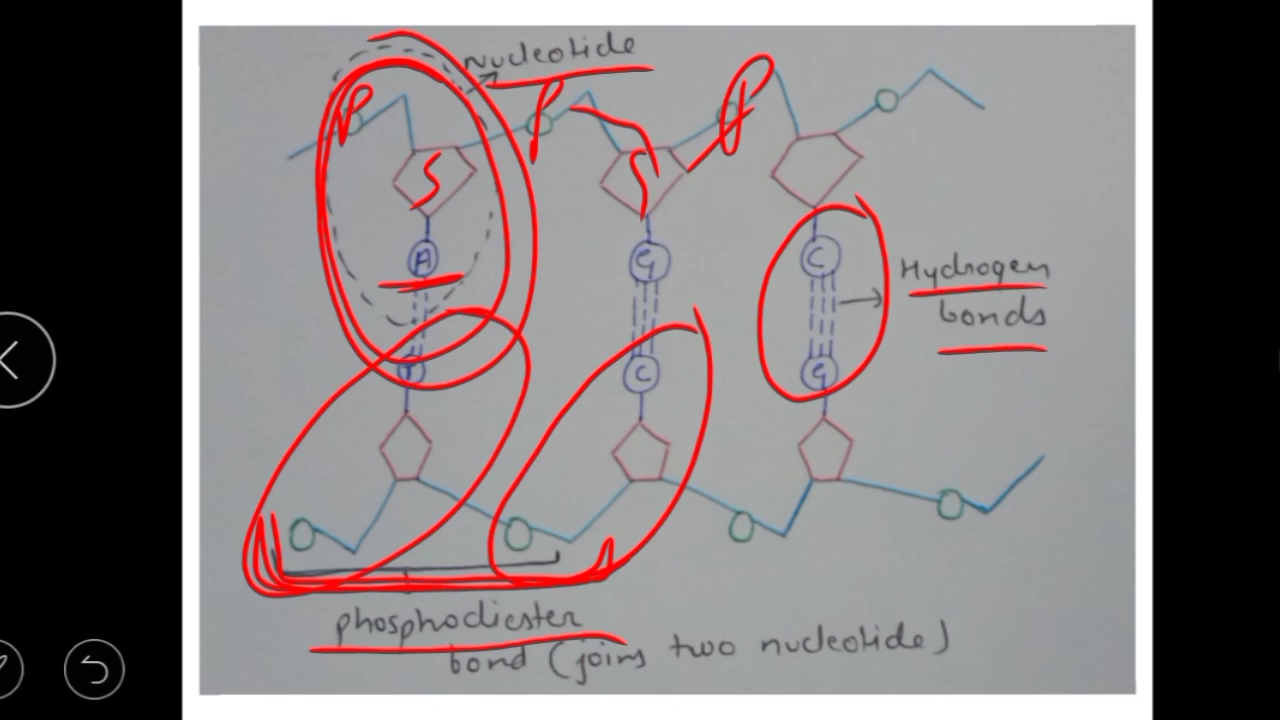 Nucleotide
P
P
P
S
S
A
G
C
Hydrogen
bonds
T
C
G
phosphodiester
bond (joins two nucleotide)